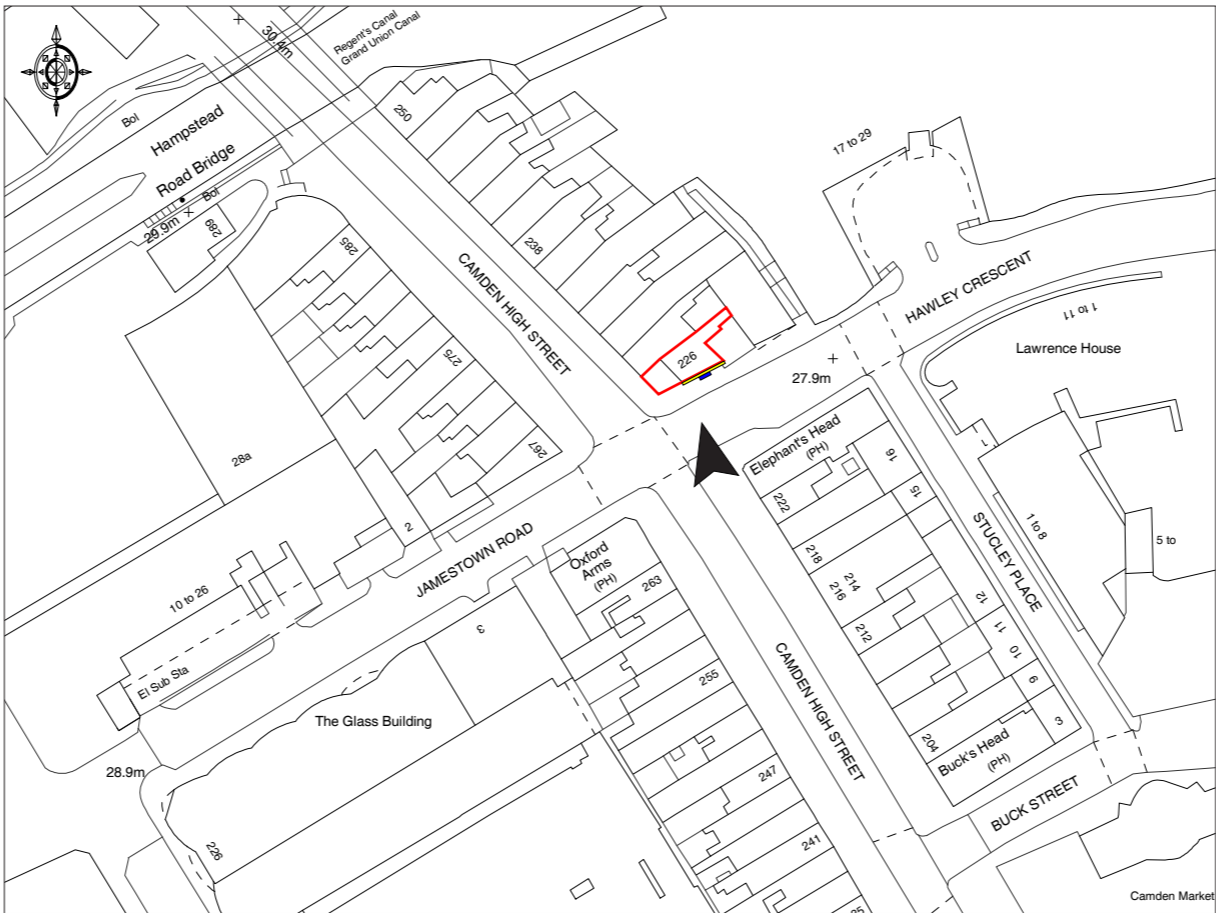 30.4m
Regent's Canal
Grand Union Canal
Bol
Hampstead
Road Bridge
Bol
29.9m
289
250
17 to 29
285
238
CAMDEN HIGH STREET
HAWLEY CRESCENT
1 to 11
Lawrence House
226
27.9m
275
267
28a
2
Elephant's Head
(PH)
222
16
15
218
214
216
212
STUCLEY PLACE
1 to 8
5 to
JAMESTOWN ROAD
Oxford
Arms
(PH)
263
10 to 26
El Sub Sta
3
The Glass Building
255
CAMDEN HIGH STREET
12
11
10
9
3
204
Buck's Head
(PH)
28.9m
247
BUCK STREET
226
241
Camden Market